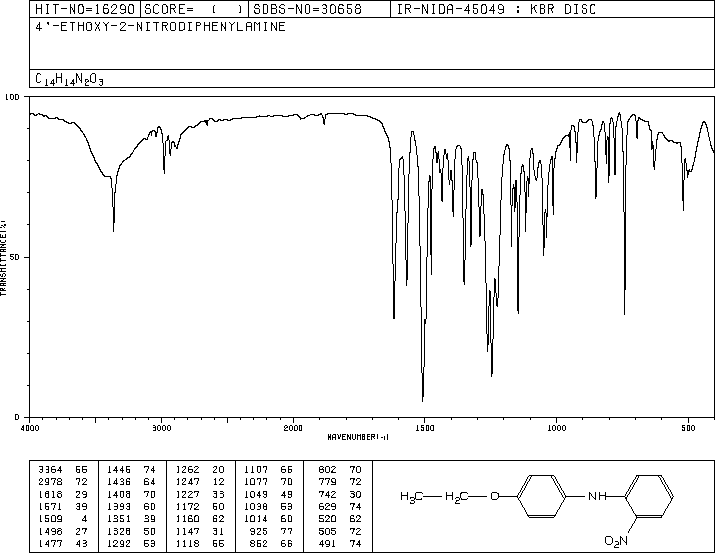 HIT-NO=16290 SCORE= ( ) SDBS-NO=30658 IR-NIDA-45049 : KBR DISC
4'-ETHOXY-2-NITRODIPHENYLAMINE
C14H14N2O3
100
50
0
TRANSMITTANCE(%)
4000 3000 2000 1500 1000 500
WAVENUMBER(-1)
3364 55 1446 74 1262 20 1107 66 802 70
2978 72 1436 64 1247 12 1077 70 779 72
1618 29 1408 70 1227 33 1049 49 742 30
1571 39 1393 60 1172 60 1038 53 629 74
1509 4 1351 39 1160 62 1014 60 520 62
1498 27 1328 50 1147 31 925 77 505 72
1477 43 1292 53 1118 55 852 66 491 74
H3C H2C O NH
O2N